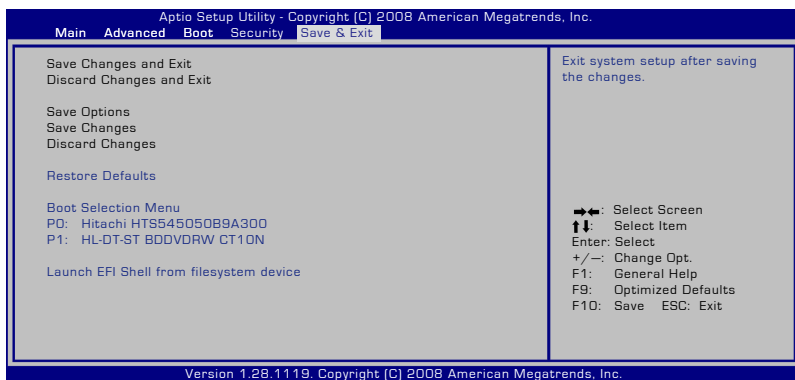 Aptio Setup Utility - Copyright (C) 2008 American Megatrends, Inc.
Main Advanced Boot Security Save & Exit
Save Changes and Exit
Discard Changes and Exit
Save Options
Save Changes
Discard Changes
Restore Defaults
Boot Selection Menu
P0: Hitachi HTS545050B9A300
P1: HL-DT-ST BDDVDRW CT10N
Launch EFI Shell from filesystem device
Exit system setup after saving
the changes.
→←: Select Screen
↑↓: Select Item
Enter: Select
+/—: Change Opt.
F1: General Help
F9: Optimized Defaults
F10: Save ESC: Exit
Version 1.28.1119. Copyright (C) 2008 American Megatrends, Inc.